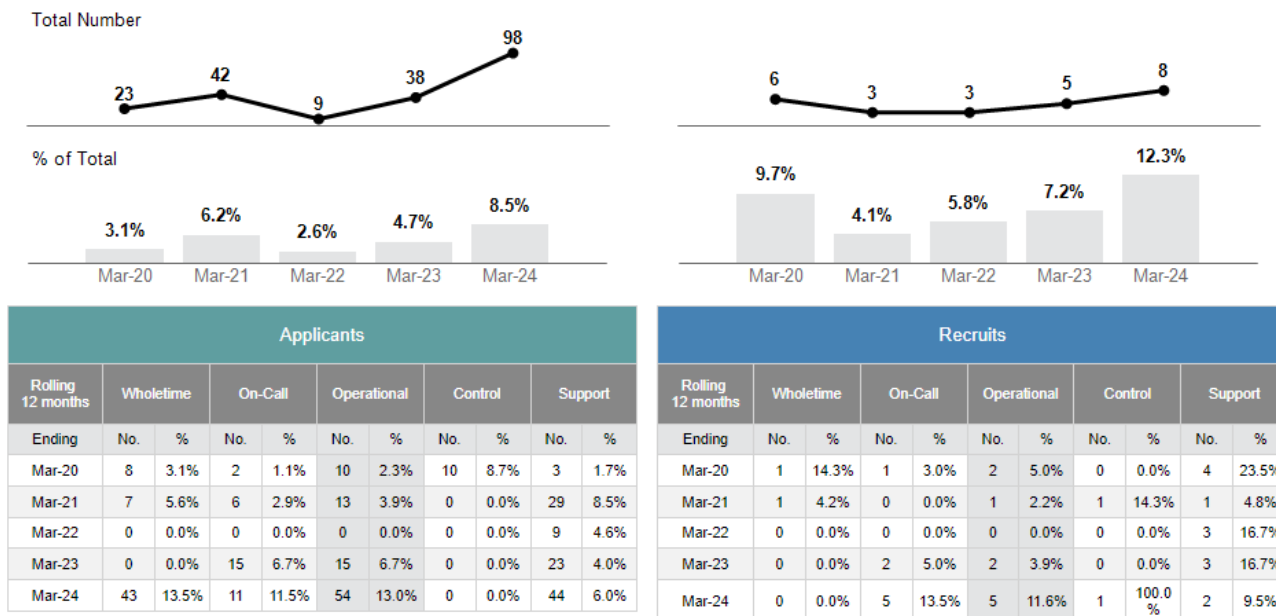 Total Number
23 42 9 38 98
6 3 3 5 8
% of Total
3.1% 6.2% 2.6% 4.7% 8.5%
Mar-20 Mar-21 Mar-22 Mar-23 Mar-24
9.7% 4.1% 5.8% 7.2% 12.3%
Mar-20 Mar-21 Mar-22 Mar-23 Mar-24
Applicants
Rolling 12 months Wholetime On-Call Operational Control Support
Ending No. % No. % No. % No. % No. %
Mar-20 8 3.1% 2 1.1% 10 2.3% 10 8.7% 3 1.7%
Mar-21 7 5.6% 6 2.9% 13 3.9% 0 0.0% 29 8.5%
Mar-22 0 0.0% 0 0.0% 0 0.0% 0 0.0% 9 4.6%
Mar-23 0 0.0% 15 6.7% 15 6.7% 0 0.0% 23 4.0%
Mar-24 43 13.5% 11 11.5% 54 13.0% 0 0.0% 44 6.0%
Recruits
Rolling 12 months Wholetime On-Call Operational Control Support
Ending No. % No. % No. % No. % No. %
Mar-20 1 14.3% 1 3.0% 2 5.0% 0 0.0% 4 23.5%
Mar-21 1 4.2% 0 0.0% 1 2.2% 1 14.3% 1 4.8%
Mar-22 0 0.0% 0 0.0% 0 0.0% 0 0.0% 3 16.7%
Mar-23 0 0.0% 2 5.0% 2 3.9% 0 0.0% 3 16.7%
Mar-24 0 0.0% 5 13.5% 5 11.6% 1 100.0 % 2 9.5%